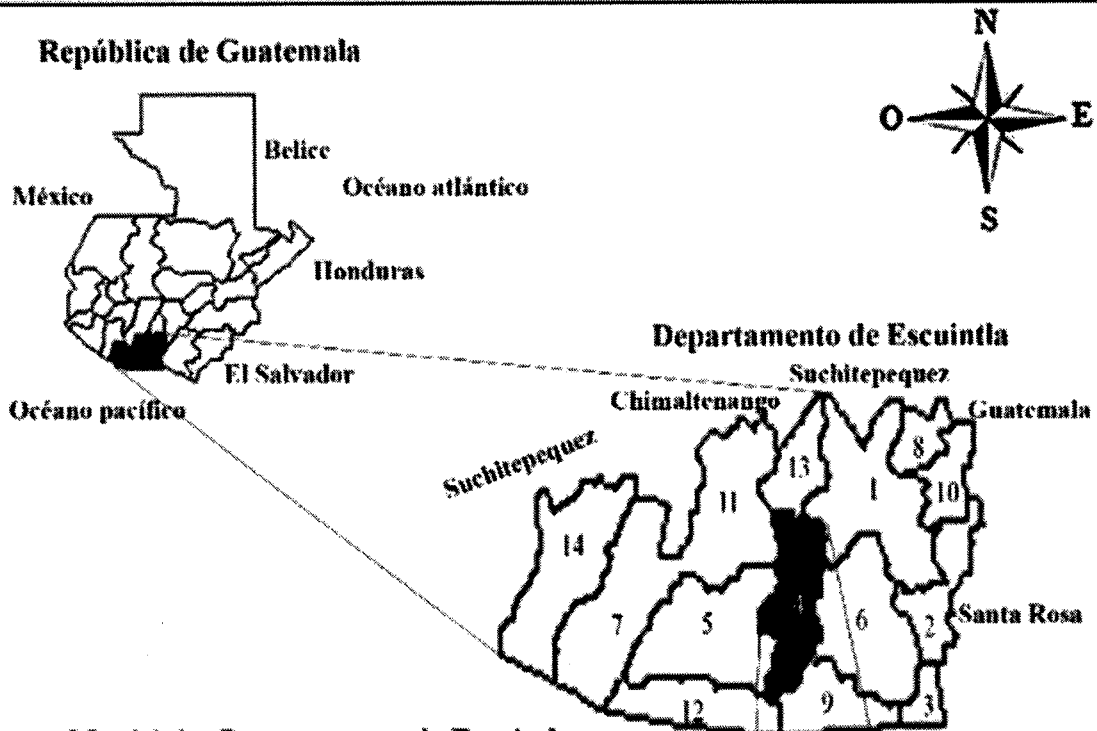 República de Guatemala
N
O
E
S
Belice
Océano atlántico
México
Honduras
El Salvador
Océano pacífico
Departamento de Escuintla
Suchitepequez
Chimaltenango
Guatemala
Suchitepequez
8
13
1
10
11
14
4
7
5
6
2
Santa Rosa
12
9
3